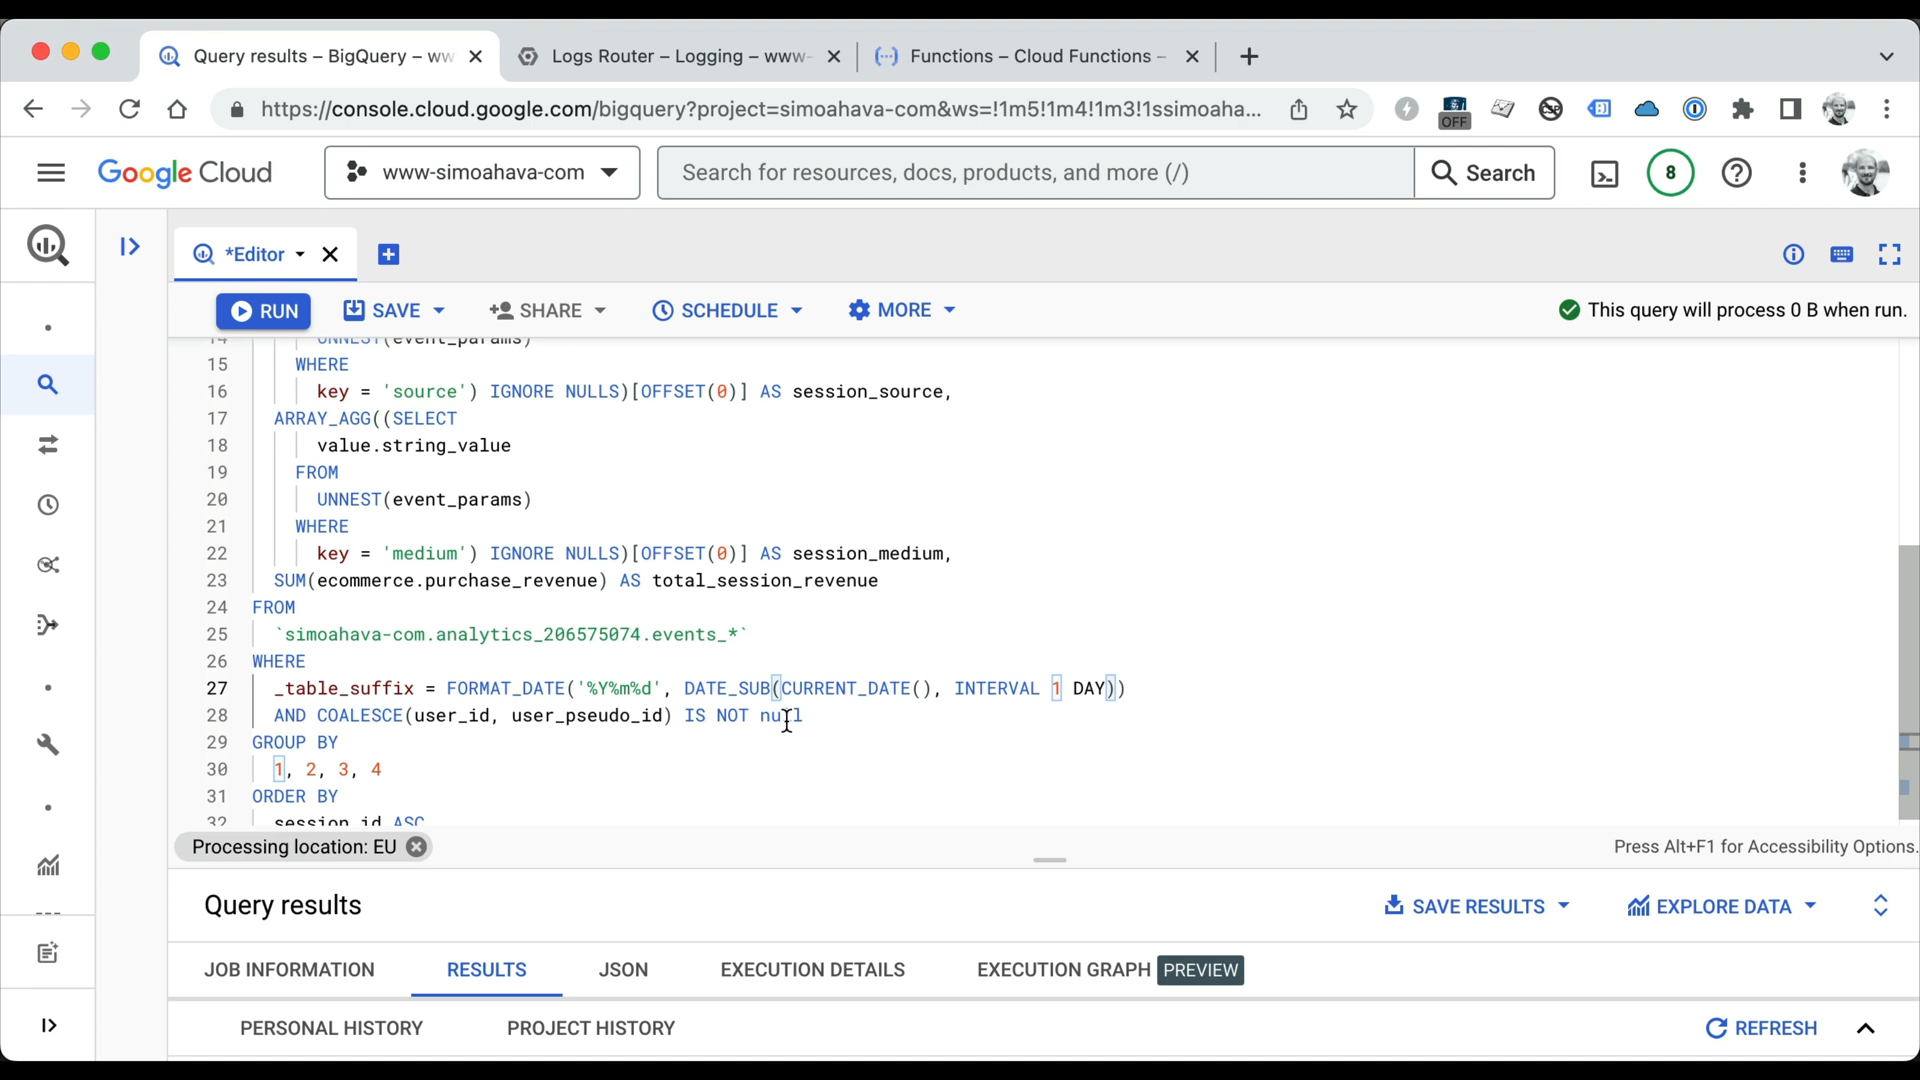 Query results – BigQuery – ww
Logs Router – Logging – www-
Functions – Cloud Functions –
https://console.cloud.google.com/bigquery?project=simoahava-com&ws=!1m5!1m4!1m3!1ssimoaha...
OFF
Google Cloud
www-simoahava-com
Search for resources, docs, products, and more (/)
Search
8
*Editor
RUN
SAVE
SHARE
SCHEDULE
MORE
This query will process 0 B when run.
14 UNNEST(event_params)
15 WHERE
16 key = 'source') IGNORE NULLS)[OFFSET(0)] AS session_source,
17 ARRAY_AGG((SELECT
18 value.string_value
19 FROM
20 UNNEST(event_params)
21 WHERE
22 key = 'medium') IGNORE NULLS)[OFFSET(0)] AS session_medium,
23 SUM(ecommerce.purchase_revenue) AS total_session_revenue
24 FROM
25 `simoahava-com.analytics_206575074.events_*`
26 WHERE
27 _table_suffix = FORMAT_DATE('%Y%m%d', DATE_SUB(CURRENT_DATE(), INTERVAL 1 DAY))
28 AND COALESCE(user_id, user_pseudo_id) IS NOT null
29 GROUP BY
30 1, 2, 3, 4
31 ORDER BY
32 session_id ASC
Processing location: EU
Press Alt+F1 for Accessibility Options.
Query results
SAVE RESULTS
EXPLORE DATA
JOB INFORMATION
RESULTS
JSON
EXECUTION DETAILS
EXECUTION GRAPH PREVIEW
PERSONAL HISTORY
PROJECT HISTORY
REFRESH